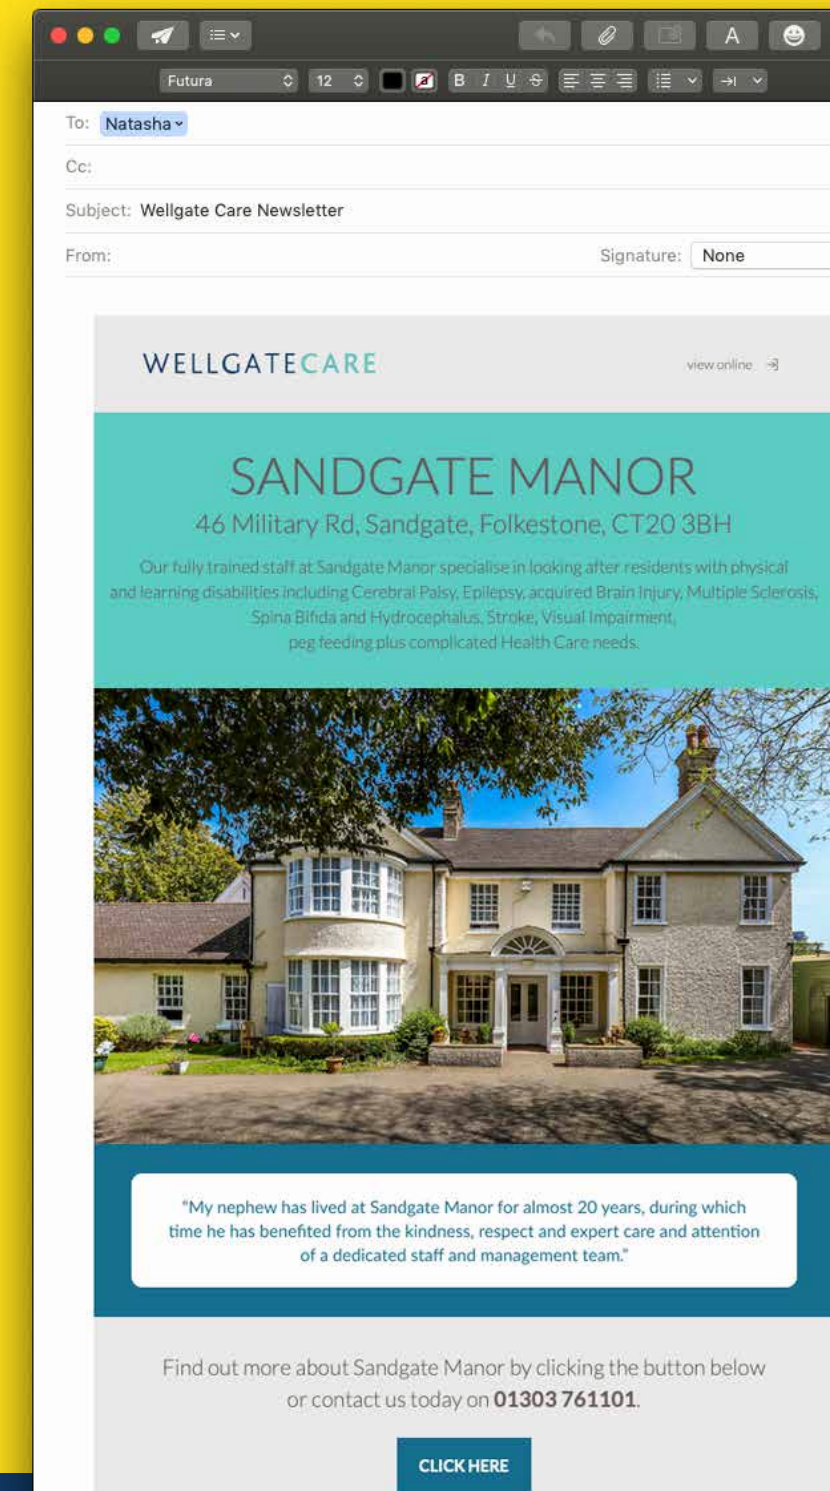 Futura
12
a
B I U S
A
To: Natasha
Cc:
Subject: Wellgate Care Newsletter
From:
Signature: None
WELLGATECARE
view online
SANDGATE MANOR
46 Military Rd, Sandgate, Folkestone, CT20 3BH
Our fully trained staff at Sandgate Manor specialise in looking after residents with physical
and learning disabilities including Cerebral Palsy, Epilepsy, acquired Brain Injury, Multiple Sclerosis,
Spina Bifida and Hydrocephalus, Stroke, Visual Impairment,
peg feeding plus complicated Health Care needs.
“My nephew has lived at Sandgate Manor for almost 20 years, during which
time he has benefited from the kindness, respect and expert care and attention
of a dedicated staff and management team.”
Find out more about Sandgate Manor by clicking the button below
or contact us today on 01303 761101.
CLICK HERE